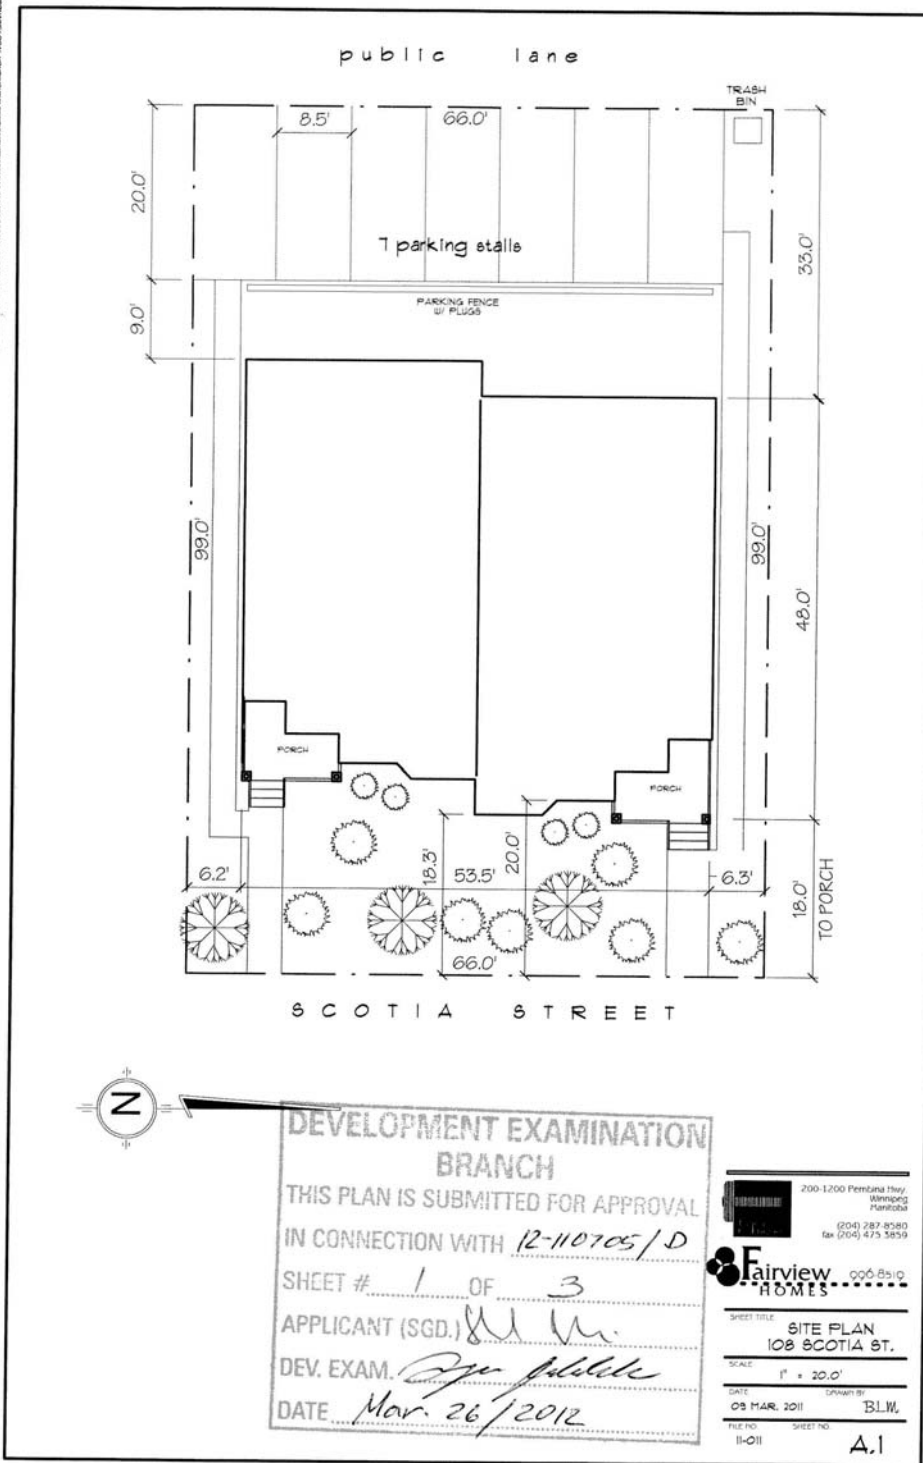 public lane
TRASH
BIN
8.5'
66.0'
20.0'
7 parking stalls
33.0'
PARKING FENCE
W/ PLUGS
9.0'
99.0'
99.0'
48.0'
PORCH
PORCH
6.2'
18.3'
53.5'
20.0'
6.3'
18.0'
TO PORCH
66.0'
SCOTIA STREET
N
DEVELOPMENT EXAMINATION
BRANCH
THIS PLAN IS SUBMITTED FOR APPROVAL
IN CONNECTION WITH 12-110705/D
SHEET # 1 OF 3
APPLICANT (SGD.)
DEV. EXAM.
DATE Mar. 26/2012
200-1200 Pembina Hwy.
Winnipeg
Manitoba
(204) 287-8580
fax (204) 475 3859
Fairview
HOMES
996-8510
SHEET TITLE
SITE PLAN
108 SCOTIA ST.
SCALE
1" = 20.0'
DATE
09 MAR. 2011
DRAWN BY
B.L.M.
FILE NO.
11-011
SHEET NO.
A.1